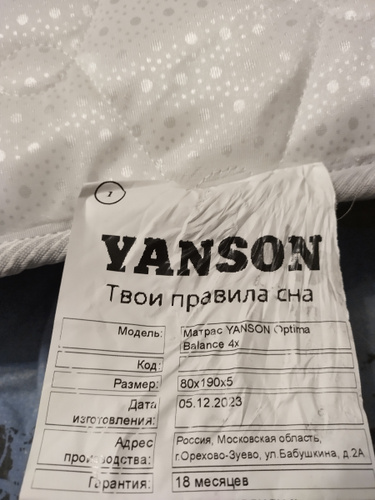 1
YANSON
Твои правила сна
Модель: Матрас YANSON Optima
Balance 4x
Код:
Размер: 80x190x5
Дата изготовления: 05.12.2023
Адрес производства: Россия, Московская область,
г.Орехово-Зуево, ул.Бабушкина, д.2А
Гарантия: 18 месяцев